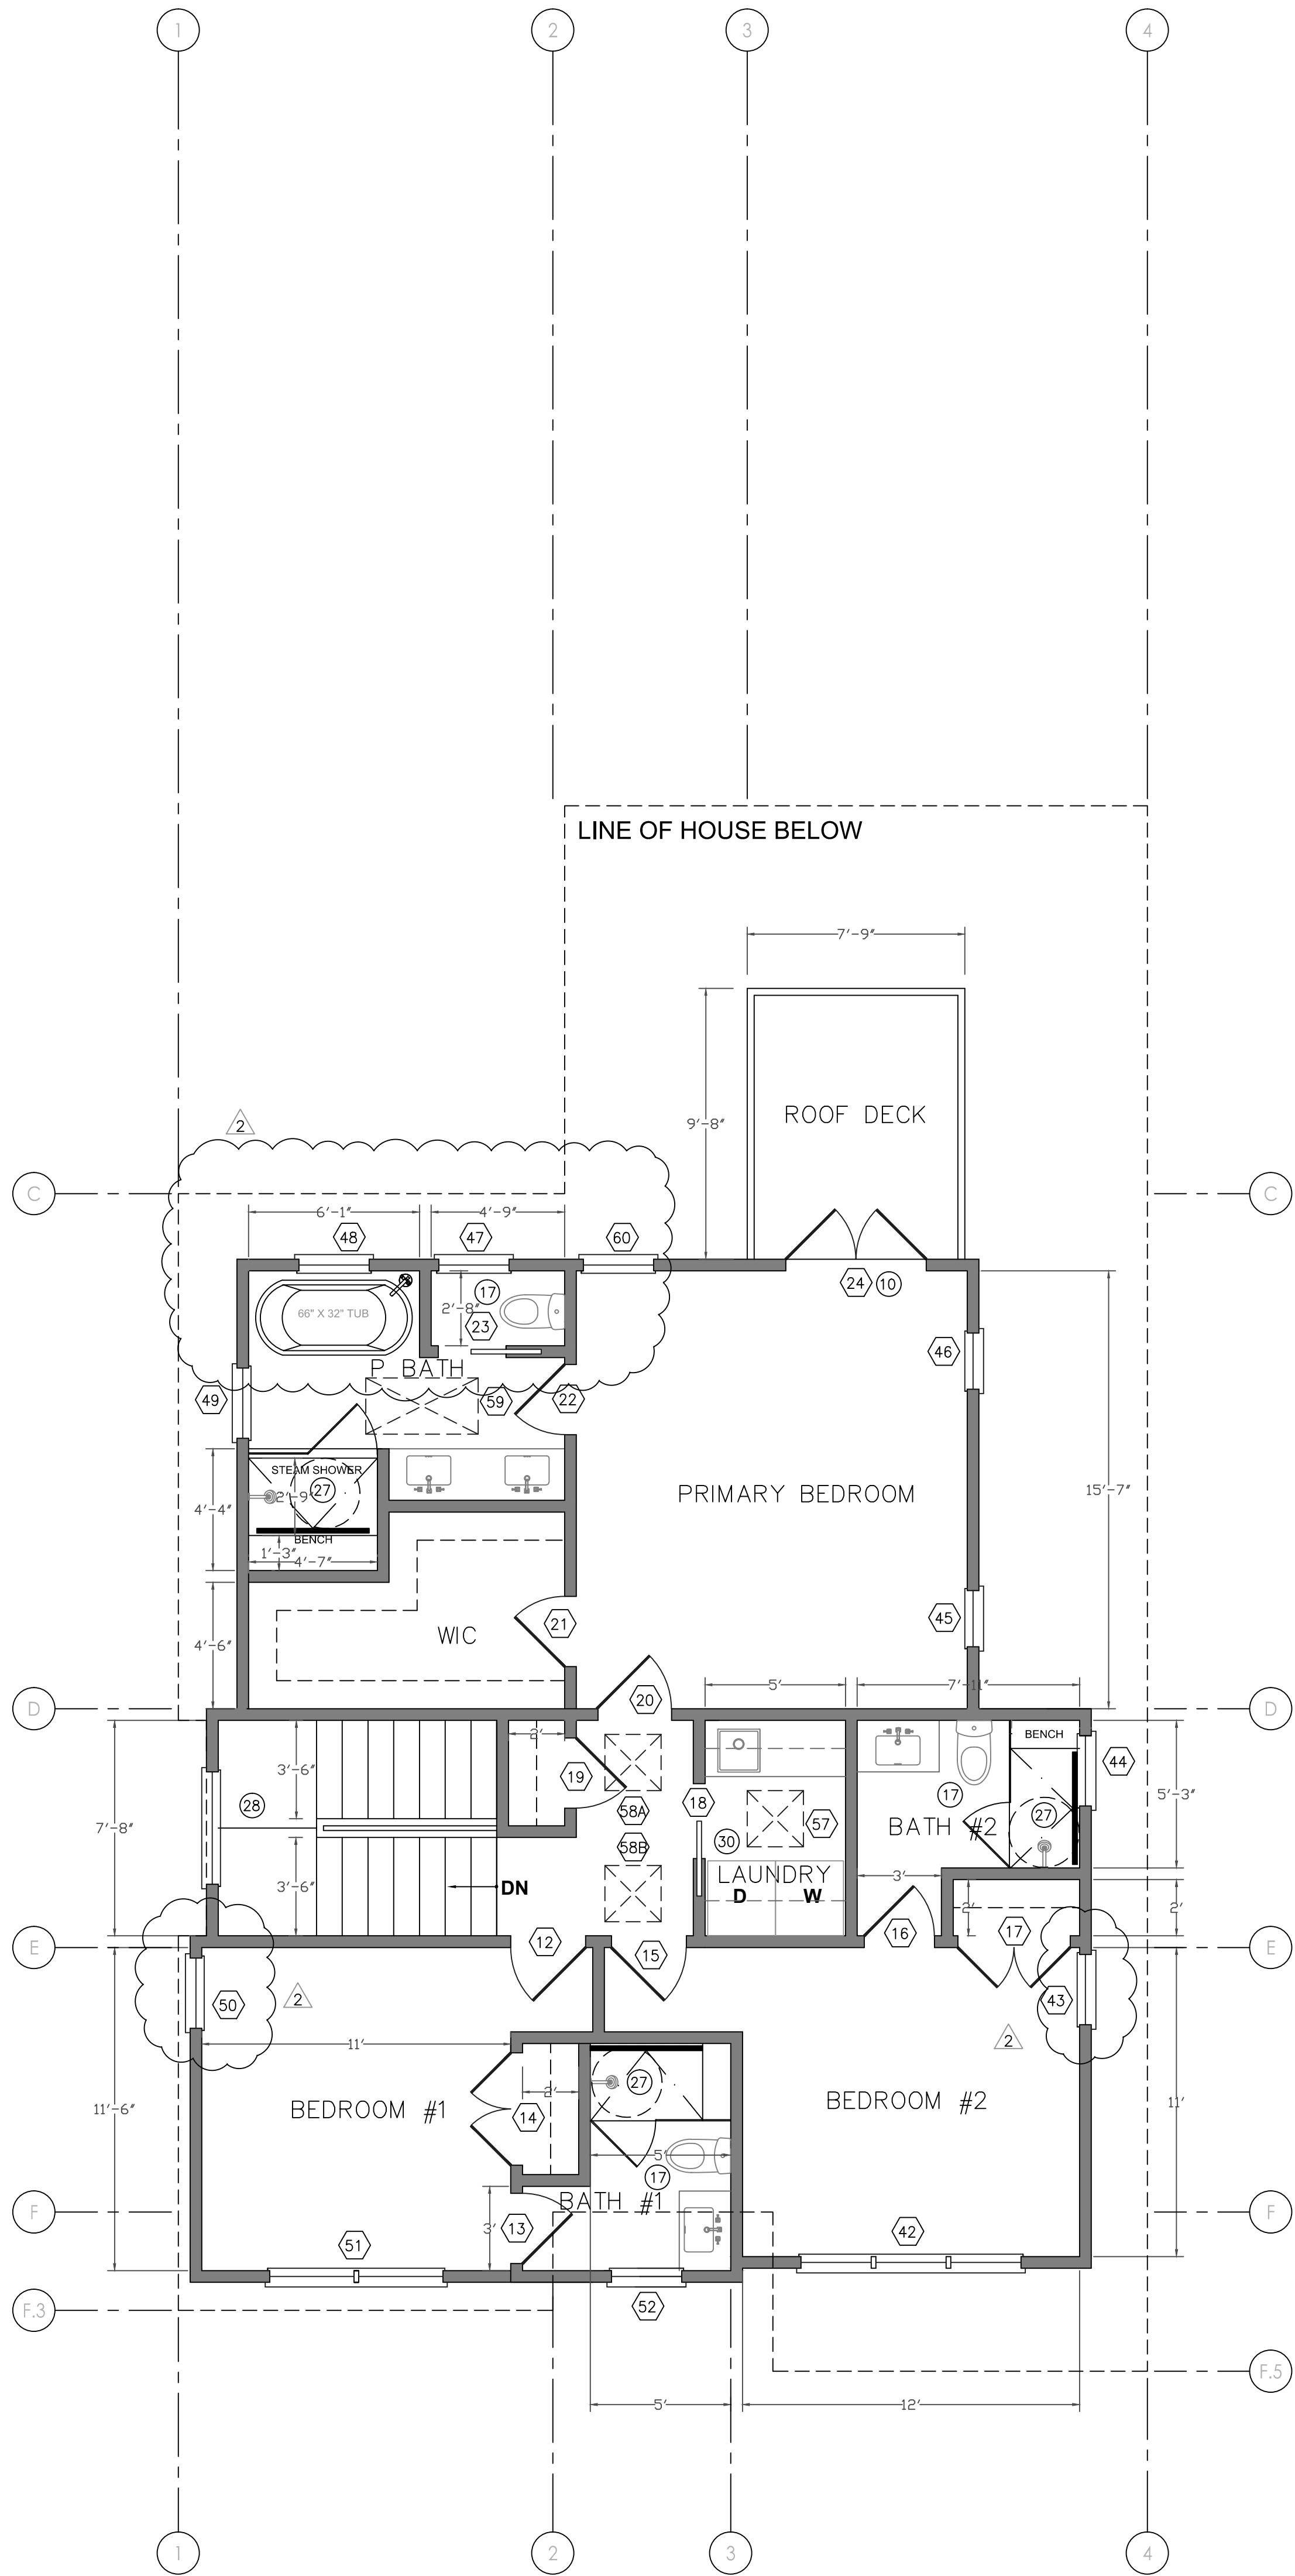 1 2 3 4
LINE OF HOUSE BELOW
7'-9"
ROOF DECK
9'-8"
2
C C
6'-1" 4'-9"
48 47 60
24 10
17
2'-8"
23
66" X 32" TUB
46
P BATH
49 59 22
STEAM SHOWER
27
2'-9"
4'-4"
PRIMARY BEDROOM
15'-7"
BENCH
1'-3"
4'-7"
21
45
WIC
4'-6"
5' 7'-11"
20
D D
2'
BENCH
44
3'-6"
19
18
17
5'-3"
28
58A
57
27
7'-8"
BATH #2
58B
30
LAUNDRY
3'
3'-6"
DN
D W
2' 2'
12 15 16 17
E E
50
2
43
2
11'
27
2'
11'-6"
BEDROOM #1
14
BEDROOM #2
11'
5'
17
BATH #1
F F
3'
13
51
42
52
F.3
F.5
5' 12'
1 2 3 4